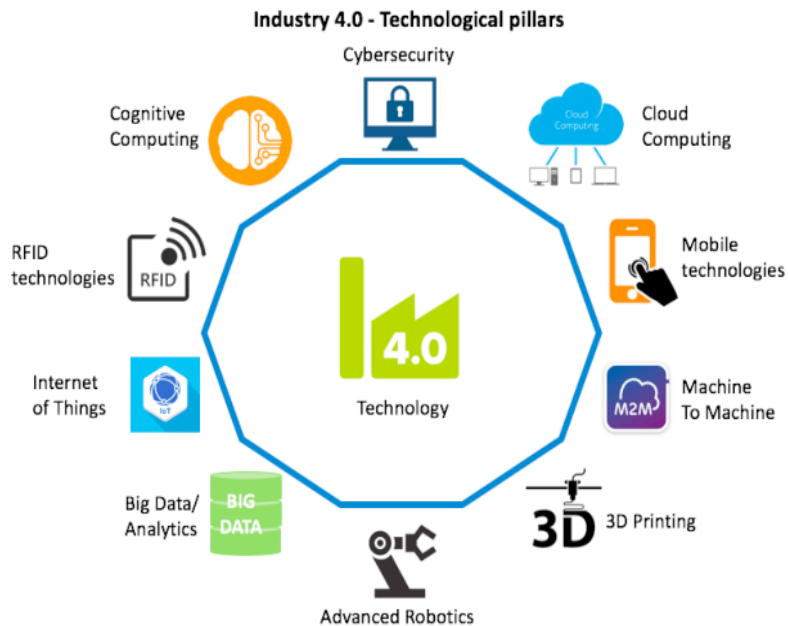 Industry 4.0 - Technological pillars
Cybersecurity
Cloud
Computing
Cloud
Computing
Mobile
technologies
M2M
Machine
To Machine
3D
3D Printing
Advanced Robotics
BIG
DATA
Big Data/
Analytics
IoT
Internet
of Things
RFID
RFID
technologies
Cognitive
Computing
4.0
Technology